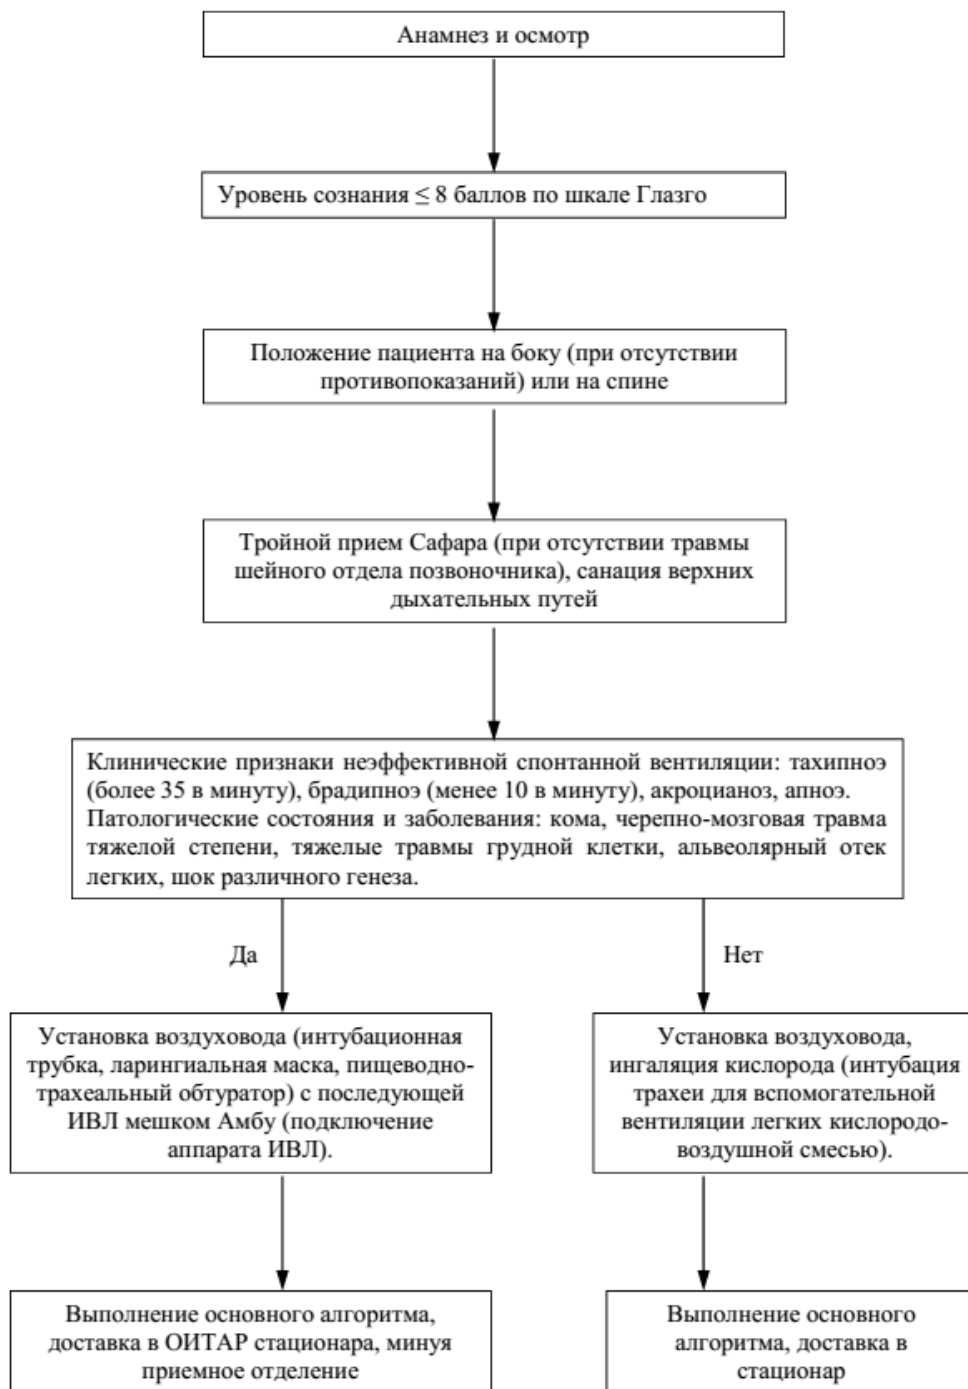 Анамнез и осмотр
Уровень сознания ≤ 8 баллов по шкале Глазго
Положение пациента на боку (при отсутствии
противопоказаний) или на спине
Тройной прием Сафара (при отсутствии травмы
шейного отдела позвоночника), санация верхних
дыхательных путей
Клинические признаки неэффективной спонтанной вентиляции: тахипноэ
(более 35 в минуту), брадипноэ (менее 10 в минуту), акроцианоз, апноэ.
Патологические состояния и заболевания: кома, черепно-мозговая травма
тяжелой степени, тяжелые травмы грудной клетки, альвеолярный отек
легких, шок различного генеза.
Да
Нет
Установка воздуховода (интубационная
трубка, ларингиальная маска, пищеводно-
трахеальный обтуратор) с последующей
ИВЛ мешком Амбу (подключение
аппарата ИВЛ).
Установка воздуховода,
ингаляция кислорода (интубация
трахеи для вспомогательной
вентиляции легких кислородо-
воздушной смесью).
Выполнение основного алгоритма,
доставка в ОИТАР стационара, минуя
приемное отделение
Выполнение основного
алгоритма, доставка в
стационар